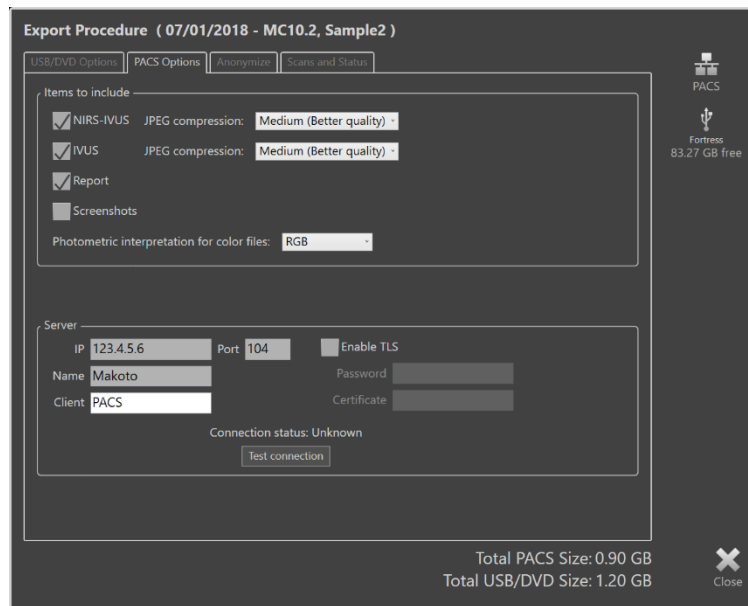 Export Procedure ( 07/01/2018 - MC10.2, Sample2 )
USB/DVD Options PACS Options Anonymize Scans and Status
PACS
Fortress
83.27 GB free
Items to include
NIRS-IVUS JPEG compression: Medium (Better quality)
IVUS JPEG compression: Medium (Better quality)
Report
Screenshots
Photometric interpretation for color files: RGB
Server
IP 123.4.5.6 Port 104 Enable TLS
Name Makoto Password
Client PACS Certificate
Connection status: Unknown
Test connection
Total PACS Size: 0.90 GB
Total USB/DVD Size: 1.20 GB
Close